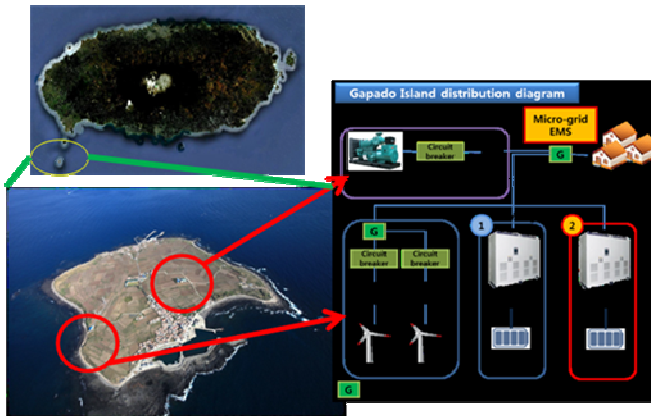 Gapado Island distribution diagram
Micro-grid
EMS
Circuit
breaker
G
1
2
G
Circuit
breaker
Circuit
breaker
G